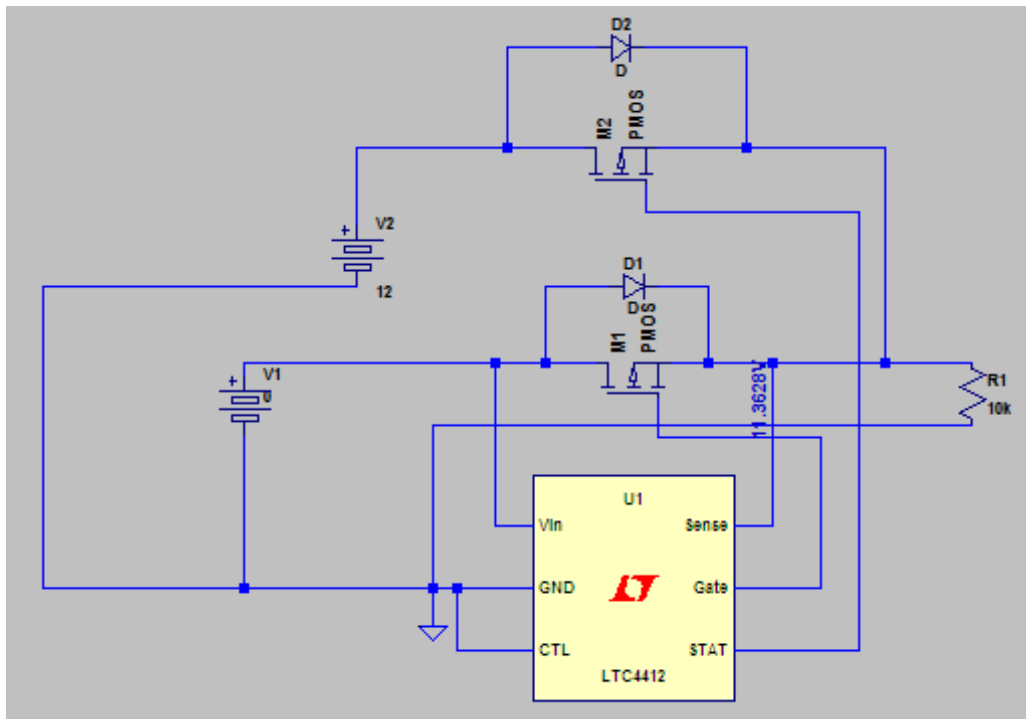 D2
D
M2
PMOS
+
V2
12
D1
D
M1
PMOS
+
V1
0
11.3628V
R1
10k
U1
Vin
Sense
GND
Gate
CTL
STAT
LTC4412